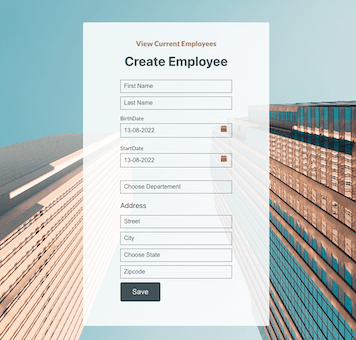 View Current Employees
Create Employee
First Name
Last Name
BirthDate
13-08-2022
StartDate
13-08-2022
Choose Departement
Address
Street
City
Choose State
Zipcode
Save